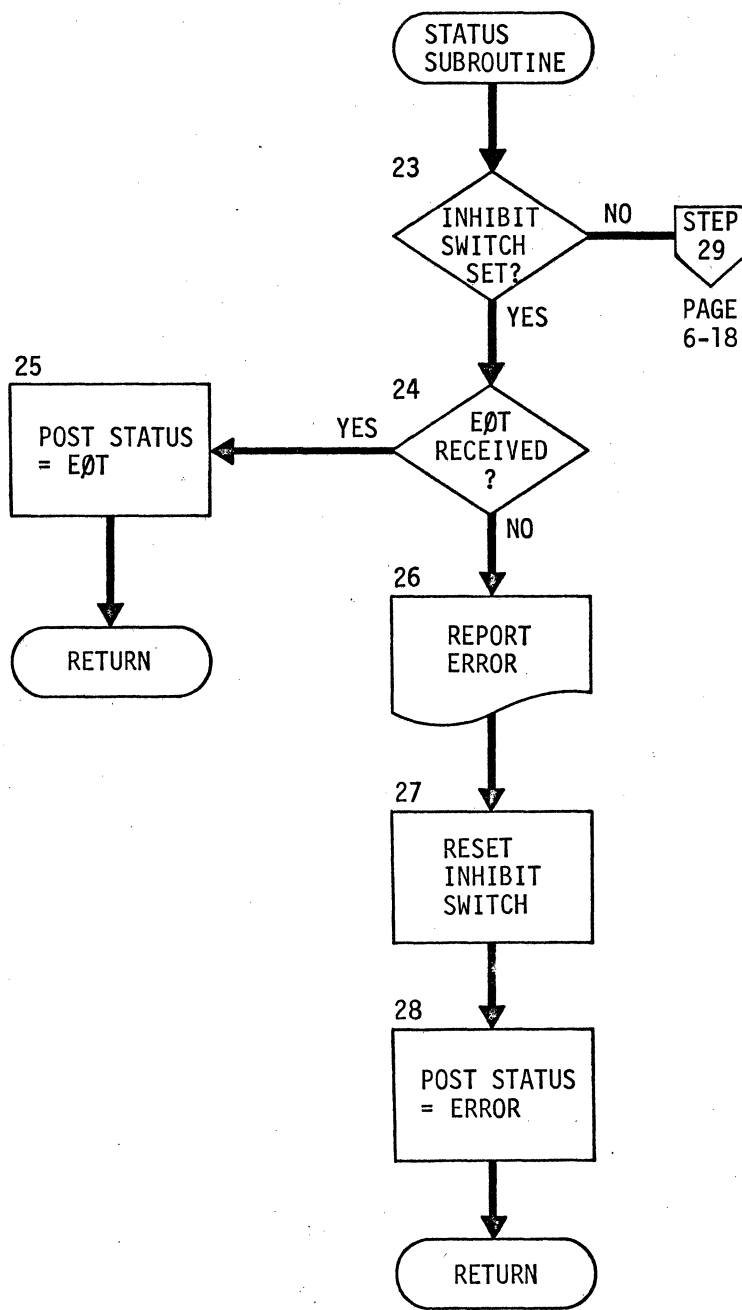 STATUS
SUBROUTINE
23
INHIBIT
SWITCH
SET?
NO
STEP
29
PAGE
6-18
YES
24
EØT
RECEIVED
?
YES
25
POST STATUS
= EØT
RETURN
NO
26
REPORT
ERROR
27
RESET
INHIBIT
SWITCH
28
POST STATUS
= ERROR
RETURN